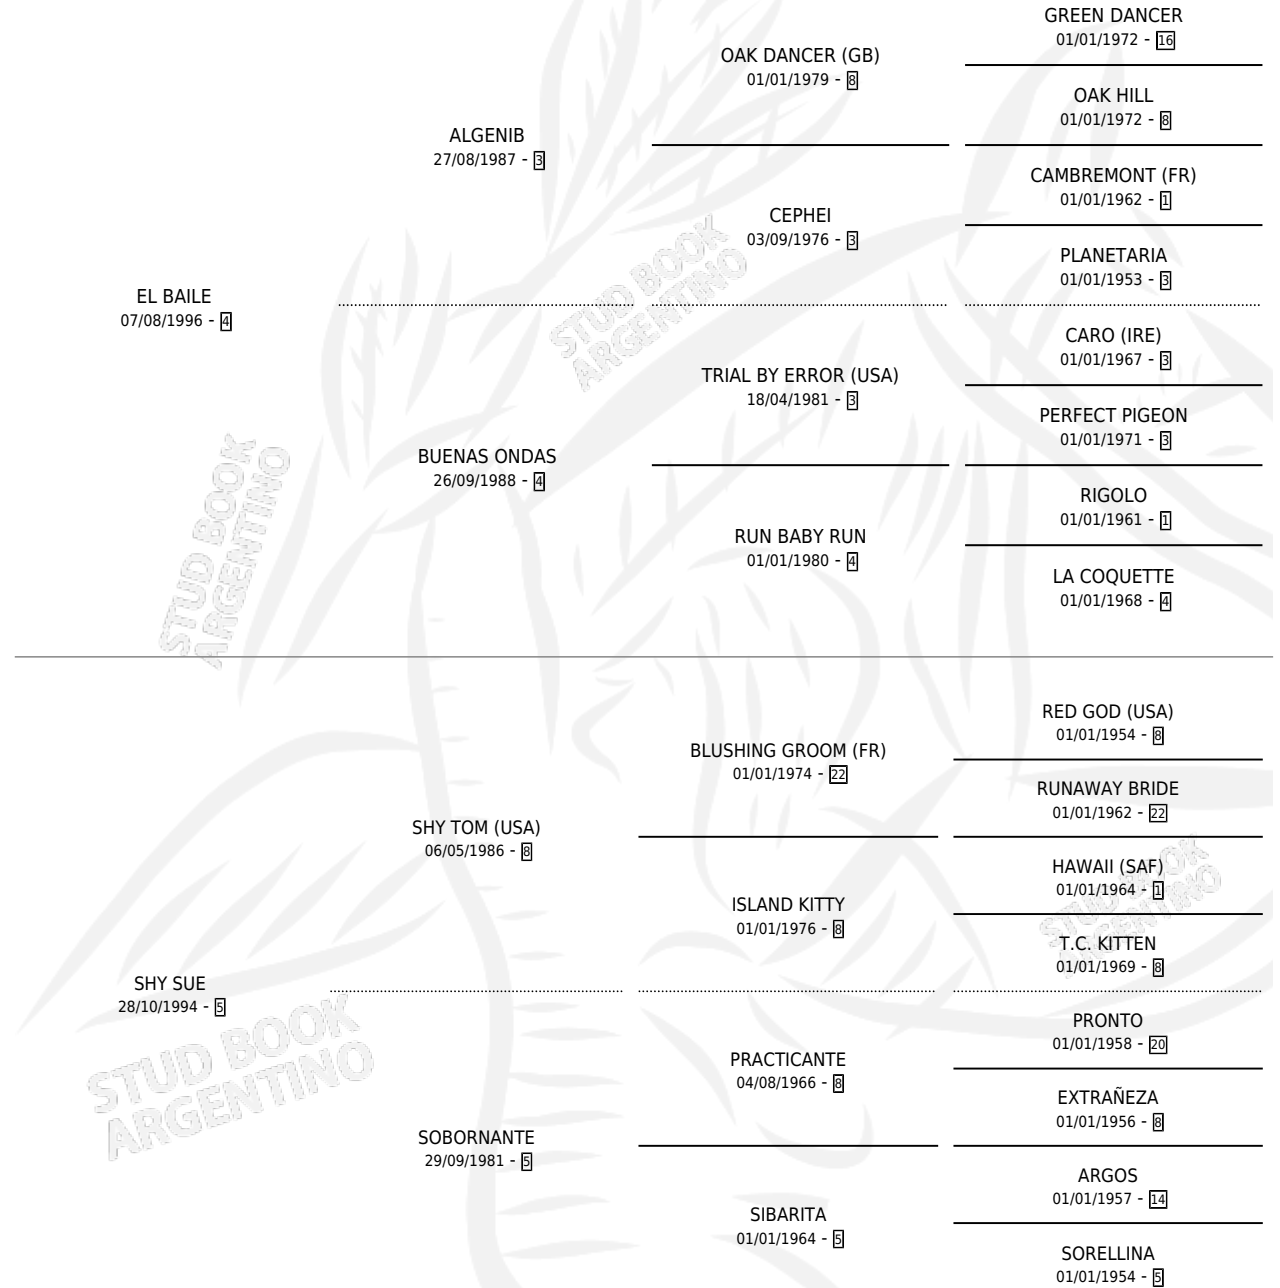 GREEN DANCER
01/01/1972 - 16
OAK DANCER (GB)
01/01/1979 - 8
OAK HILL
01/01/1972 - 8
ALGENIB
27/08/1987 - 3
CAMBREMONT (FR)
01/01/1962 - 1
CEPHEI
03/09/1976 - 3
PLANETARIA
01/01/1953 - 3
EL BAILE
07/08/1996 - 4
CARO (IRE)
01/01/1967 - 3
TRIAL BY ERROR (USA)
18/04/1981 - 3
PERFECT PIGEON
01/01/1971 - 3
BUENAS ONDAS
26/09/1988 - 4
RIGOLO
01/01/1961 - 1
RUN BABY RUN
01/01/1980 - 4
LA COQUETTE
01/01/1968 - 4
RED GOD (USA)
01/01/1954 - 8
BLUSHING GROOM (FR)
01/01/1974 - 22
RUNAWAY BRIDE
01/01/1962 - 22
SHY TOM (USA)
06/05/1986 - 8
HAWAII (SAF)
01/01/1964 - 1
ISLAND KITTY
01/01/1976 - 8
T.C. KITTEN
01/01/1969 - 8
SHY SUE
28/10/1994 - 5
PRONTO
01/01/1958 - 20
PRACTICANTE
04/08/1966 - 8
EXTRAÑEZA
01/01/1956 - 8
SOBORNANTE
29/09/1981 - 5
ARGOS
01/01/1957 - 14
SIBARITA
01/01/1964 - 5
SORELLINA
01/01/1954 - 5
STUD BOOK
ARGENTINO
STUD BOOK
ARGENTINO
STUD BOOK
ARGENTINO
STUD BOOK
ARGENTINO